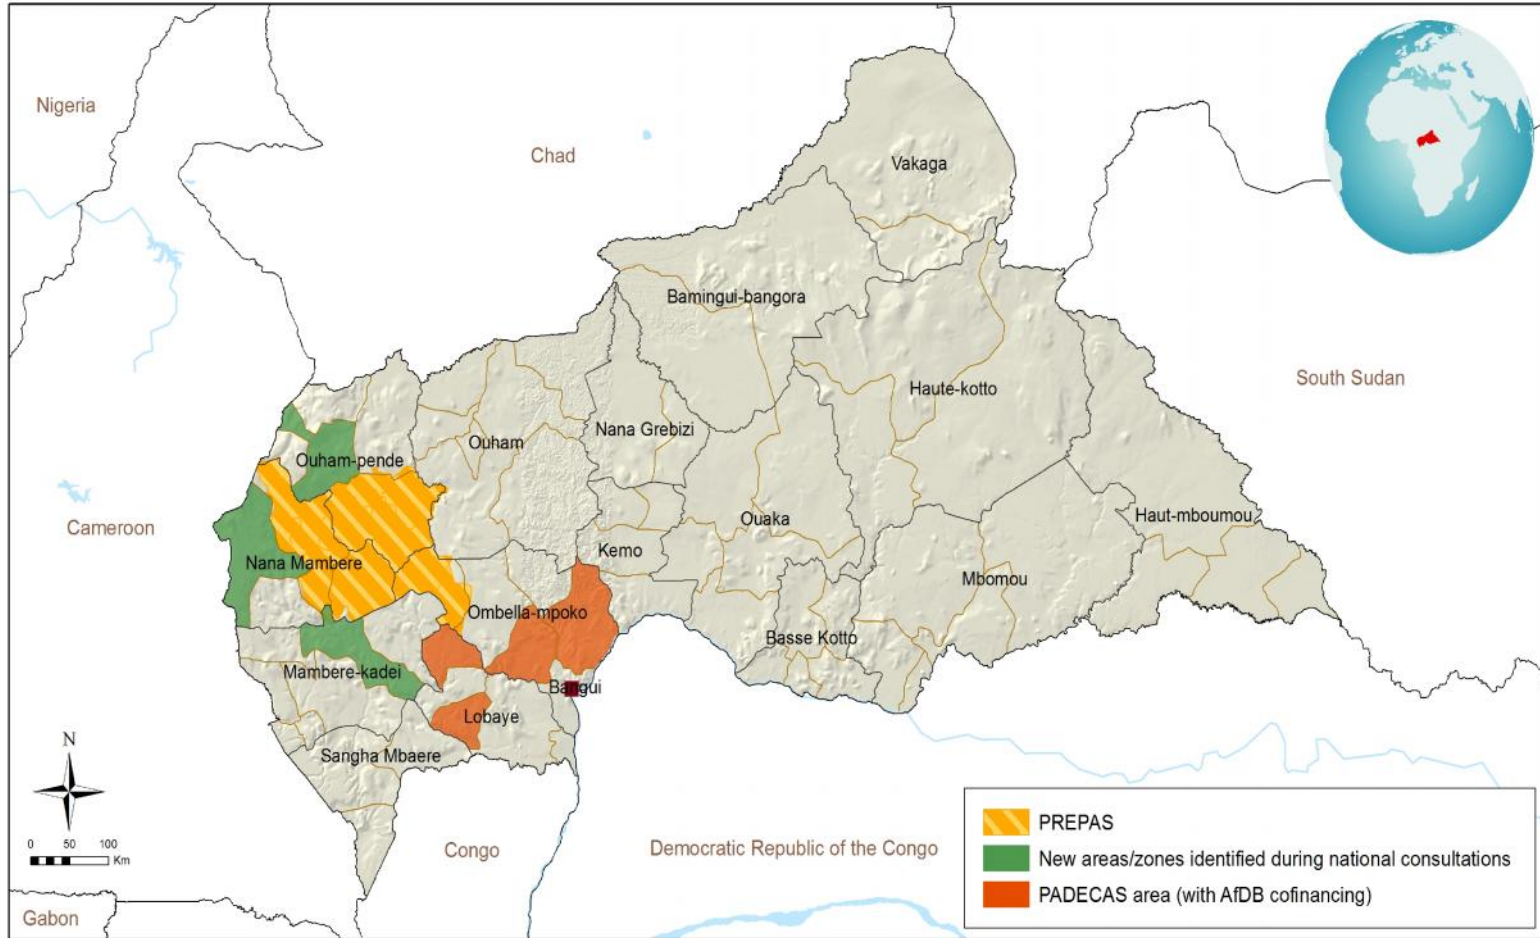 Nigeria
Chad
Vakaga
Bamingui-bangora
South Sudan
Haute-kotto
Nana Grebizi
Ouham
Ouham-pende
Cameroon
Ouaka
Haut-mboumou
Kemo
Nana Mambere
Mbomou
Ombella-mpoko
Basse Kotto
Mambere-kadei
Bangui
Lobaye
Sangha Mbaere
N
0 50 100
Km
Congo
Democratic Republic of the Congo
Gabon
PREPAS
New areas/zones identified during national consultations
PADECAS area (with AfDB cofinancing)